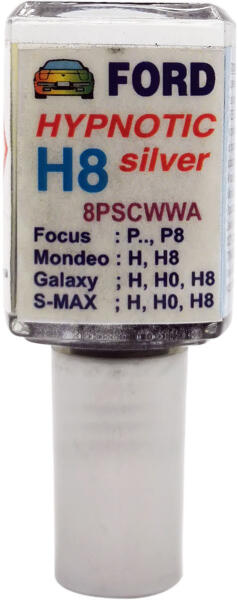 FORD
HYPNOTIC
H8 silver
8PSCWWA
Focus : P.., P8
Mondeo : H, H8
Galaxy ; H, H0, H8
S-MAX ; H, H0, H8